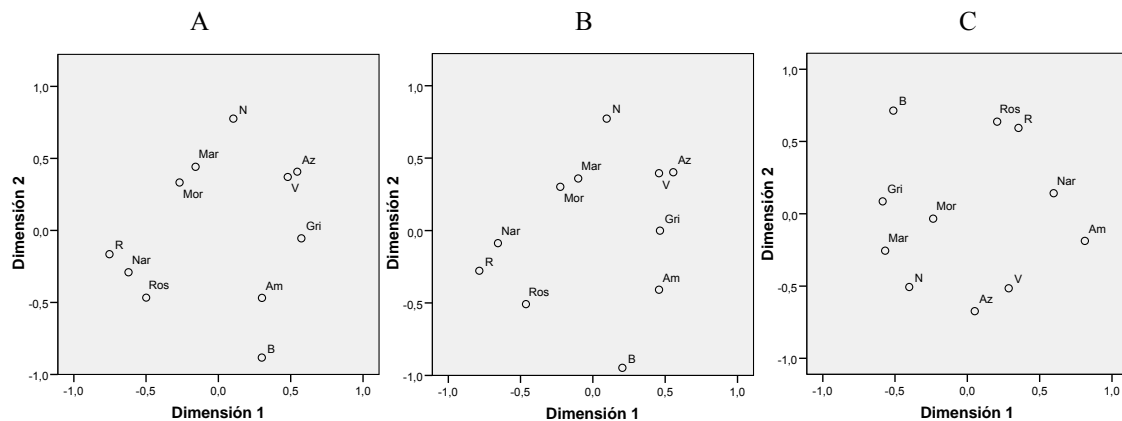 A
B
C
Dimensión 2
1,0
0,5
0,0
-0,5
-1,0
N
Mar
Mor
Az
V
Gri
R
Nar
Ros
Am
B
-1,0 -0,5 0,0 0,5 1,0
Dimensión 1
Dimensión 2
1,0
0,5
0,0
-0,5
-1,0
N
Mar
Mor
Az
V
Nar
Gri
R
Ros
Am
B
-1,0 -0,5 0,0 0,5 1,0
Dimensión 1
Dimensión 2
1,0
0,5
0,0
-0,5
-1,0
B
Ros
R
Gri
Nar
Mor
Am
Mar
N
V
Az
-1,0 -0,5 0,0 0,5 1,0
Dimensión 1